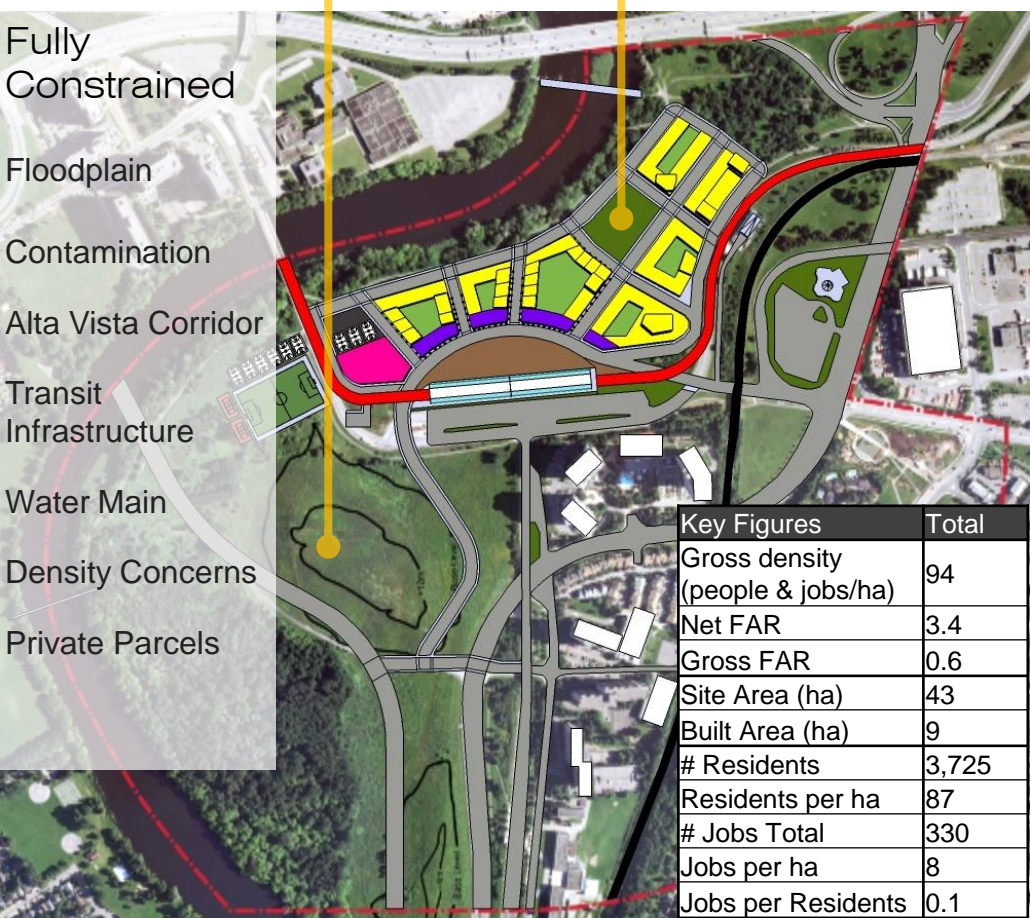 Fully
Constrained
Floodplain
Contamination
Alta Vista Corridor
Transit
Infrastructure
Water Main
Density Concerns
Private Parcels
Key Figures Total
Gross density
(people & jobs/ha) 94
Net FAR 3.4
Gross FAR 0.6
Site Area (ha) 43
Built Area (ha) 9
# Residents 3,725
Residents per ha 87
# Jobs Total 330
Jobs per ha 8
Jobs per Residents 0.1